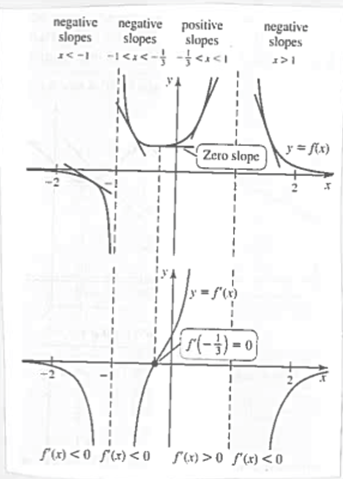 negative negative positive negative
slopes slopes slopes slopes
x < -1 -1 < x < -1/3 -1/3 < x < 1 x > 1
y
y = f(x)
Zero slope
-2 -1 2 x
y
y = f'(x)
f'(-1/3) = 0
-2 -1 2 x
f'(x) < 0 f'(x) < 0 f'(x) > 0 f'(x) < 0